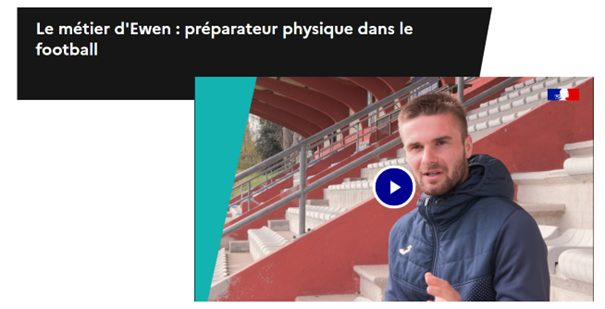 Le métier d'Ewen : préparateur physique dans le
football